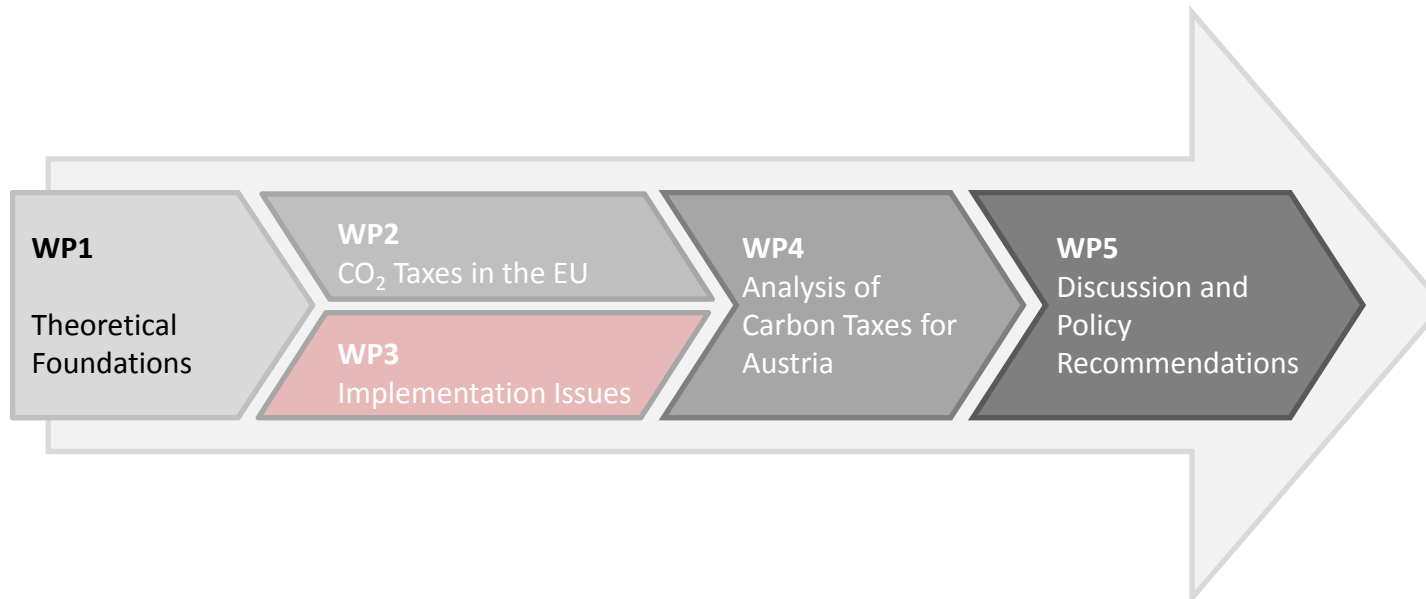 WP1
Theoretical
Foundations
WP2
CO₂ Taxes in the EU
WP3
Implementation Issues
WP4
Analysis of
Carbon Taxes for
Austria
WP5
Discussion and
Policy
Recommendations